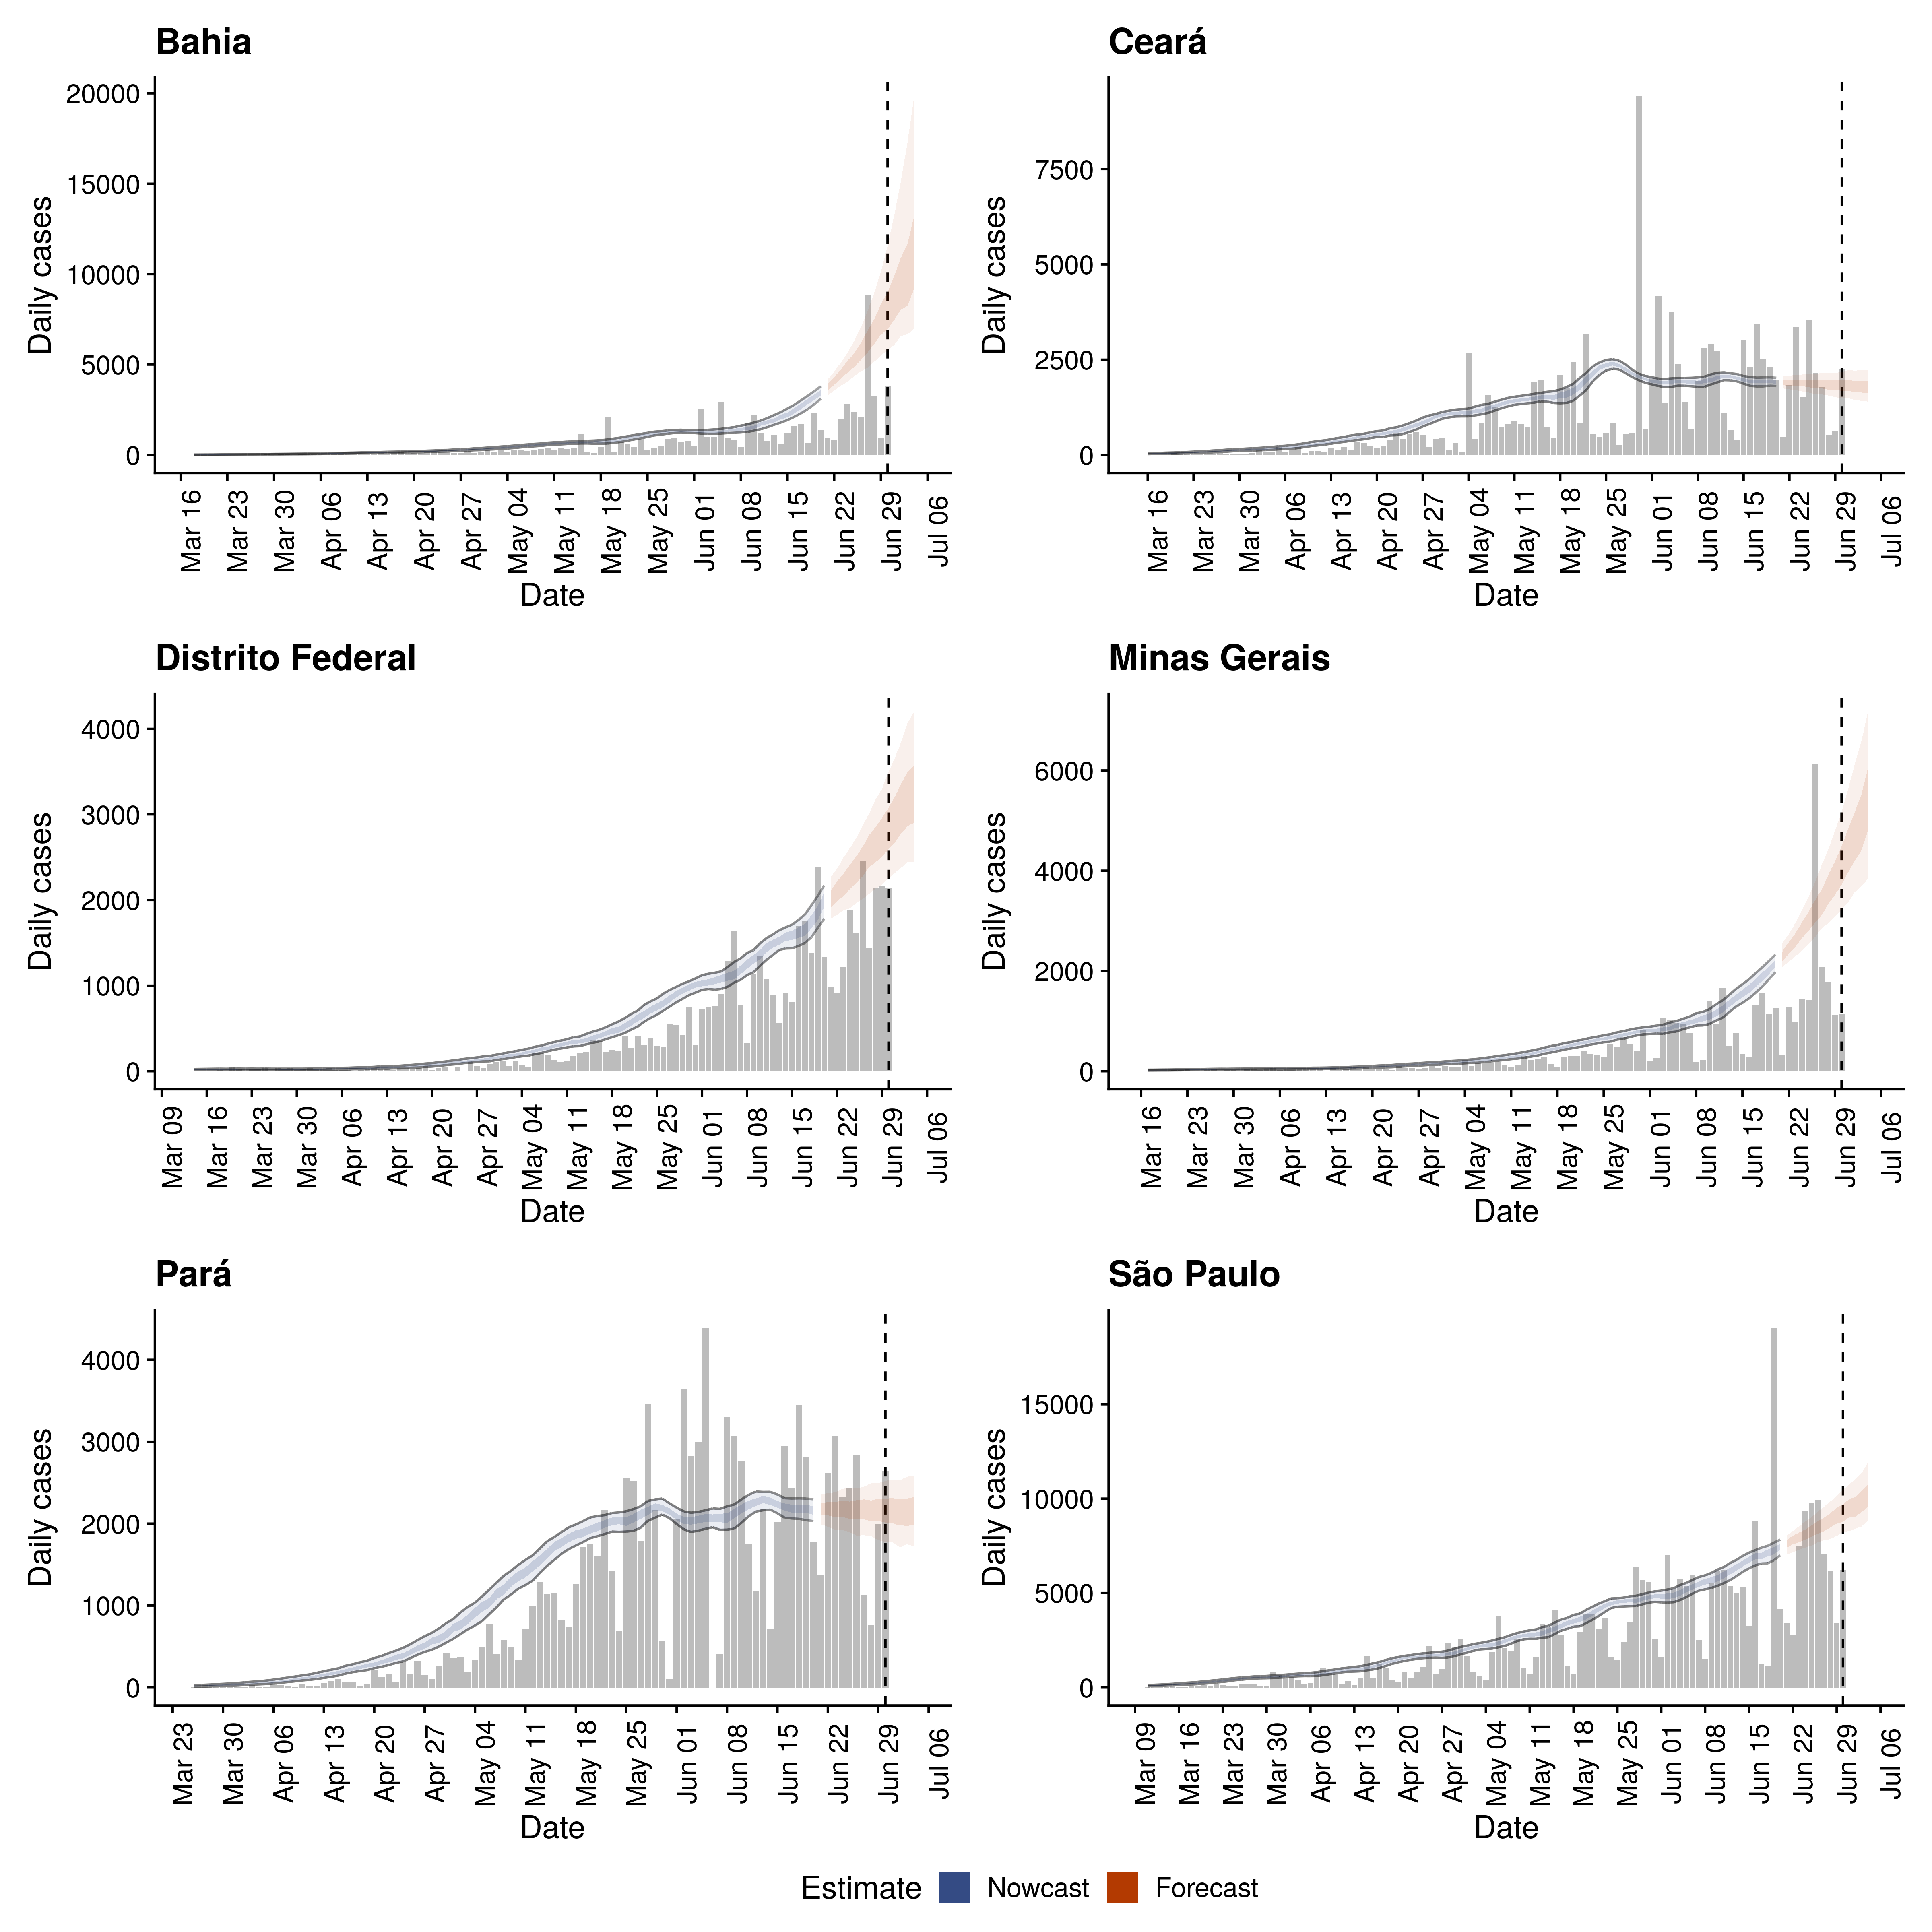 Bahia
Daily cases
20000
15000
10000
5000
0
Mar 16
Mar 23
Mar 30
Apr 06
Apr 13
Apr 20
Apr 27
May 04
May 11
May 18
May 25
Jun 01
Jun 08
Jun 15
Jun 22
Jun 29
Jul 06
Date
Ceará
Daily cases
7500
5000
2500
0
Mar 16
Mar 23
Mar 30
Apr 06
Apr 13
Apr 20
Apr 27
May 04
May 11
May 18
May 25
Jun 01
Jun 08
Jun 15
Jun 22
Jun 29
Jul 06
Date
Distrito Federal
Daily cases
4000
3000
2000
1000
0
Mar 09
Mar 16
Mar 23
Mar 30
Apr 06
Apr 13
Apr 20
Apr 27
May 04
May 11
May 18
May 25
Jun 01
Jun 08
Jun 15
Jun 22
Jun 29
Jul 06
Date
Minas Gerais
Daily cases
6000
4000
2000
0
Mar 16
Mar 23
Mar 30
Apr 06
Apr 13
Apr 20
Apr 27
May 04
May 11
May 18
May 25
Jun 01
Jun 08
Jun 15
Jun 22
Jun 29
Jul 06
Date
Pará
Daily cases
4000
3000
2000
1000
0
Mar 23
Mar 30
Apr 06
Apr 13
Apr 20
Apr 27
May 04
May 11
May 18
May 25
Jun 01
Jun 08
Jun 15
Jun 22
Jun 29
Jul 06
Date
São Paulo
Daily cases
15000
10000
5000
0
Mar 09
Mar 16
Mar 23
Mar 30
Apr 06
Apr 13
Apr 20
Apr 27
May 04
May 11
May 18
May 25
Jun 01
Jun 08
Jun 15
Jun 22
Jun 29
Jul 06
Date
Estimate Nowcast Forecast